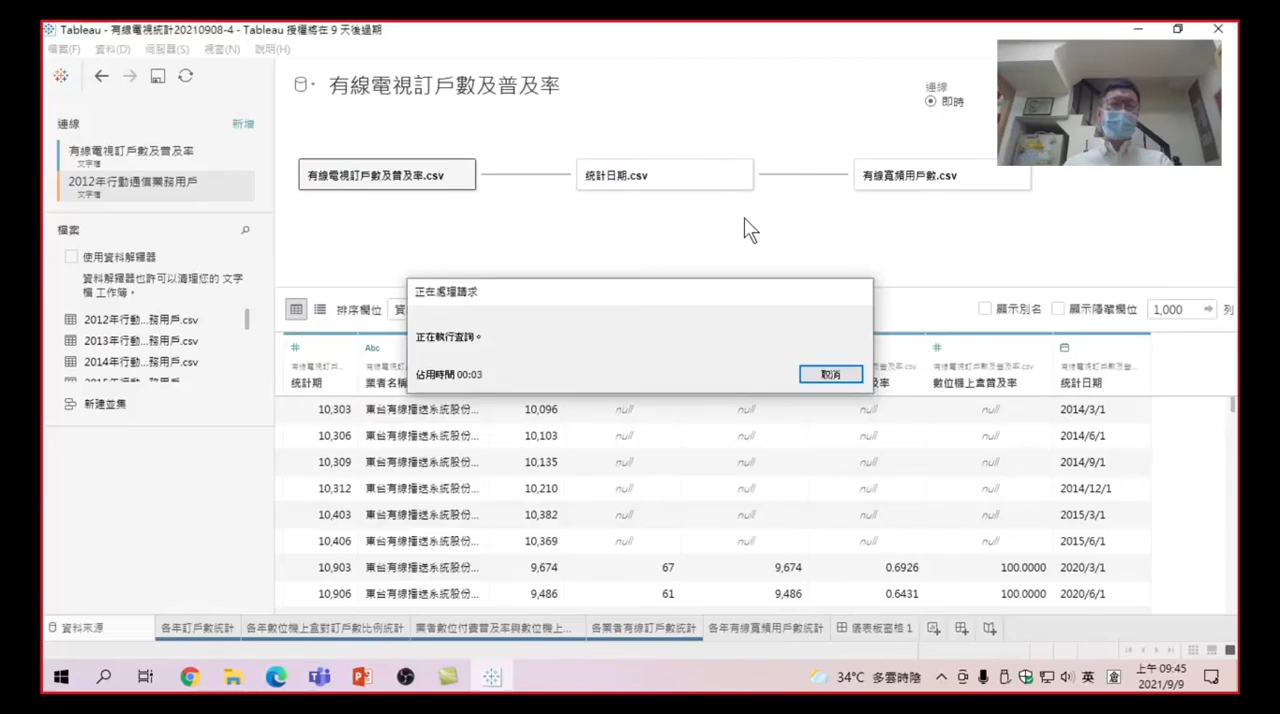 Tableau - 有線電視統計20210908-4 - Tableau 授權將在 9 天後過期
檔案(F) 資料(D) 伺服器(S) 視窗(N) 說明(H)
有線電視訂戶數及普及率
連線
即時
連線 新增
有線電視訂戶數及普及率
文字檔
2012年行動通信業務用戶
文字檔
有線電視訂戶數及普及率.csv 統計日期.csv 有線寬頻用戶數.csv
檔案
使用資料解譯器
資料解譯器也許可以清理您的 文字
檔 工作簿。
2012年行動...務用戶.csv
2013年行動...務用戶.csv
2014年行動...務用戶.csv
新建並集
正在處理請求
正在執行查詢。
佔用時間 00:03
取消
排序欄位 資
顯示別名 顯示隱藏欄位 1,000 列
# Abc #
統計期 業者名稱 及率 數位機上盒普及率 統計日期
10,303 東台有線播送系統股份... 10,096 null null null null 2014/3/1
10,306 東台有線播送系統股份... 10,103 null null null null 2014/6/1
10,309 東台有線播送系統股份... 10,135 null null null null 2014/9/1
10,312 東台有線播送系統股份... 10,210 null null null null 2014/12/1
10,403 東台有線播送系統股份... 10,382 null null null null 2015/3/1
10,406 東台有線播送系統股份... 10,369 null null null null 2015/6/1
10,903 東台有線播送系統股份... 9,674 67 9,674 0.6926 100.0000 2020/3/1
10,906 東台有線播送系統股份... 9,486 61 9,486 0.6431 100.0000 2020/6/1
資料來源 各年訂戶數統計 各年數位機上盒對訂戶數比例統計 業者數位付費普及率與數位機上... 各業者有線訂戶數統計 各年有線寬頻用戶數統計 儀表板窗格 1
34°C 多雲時陰 英 倉 上午 09:45
2021/9/9